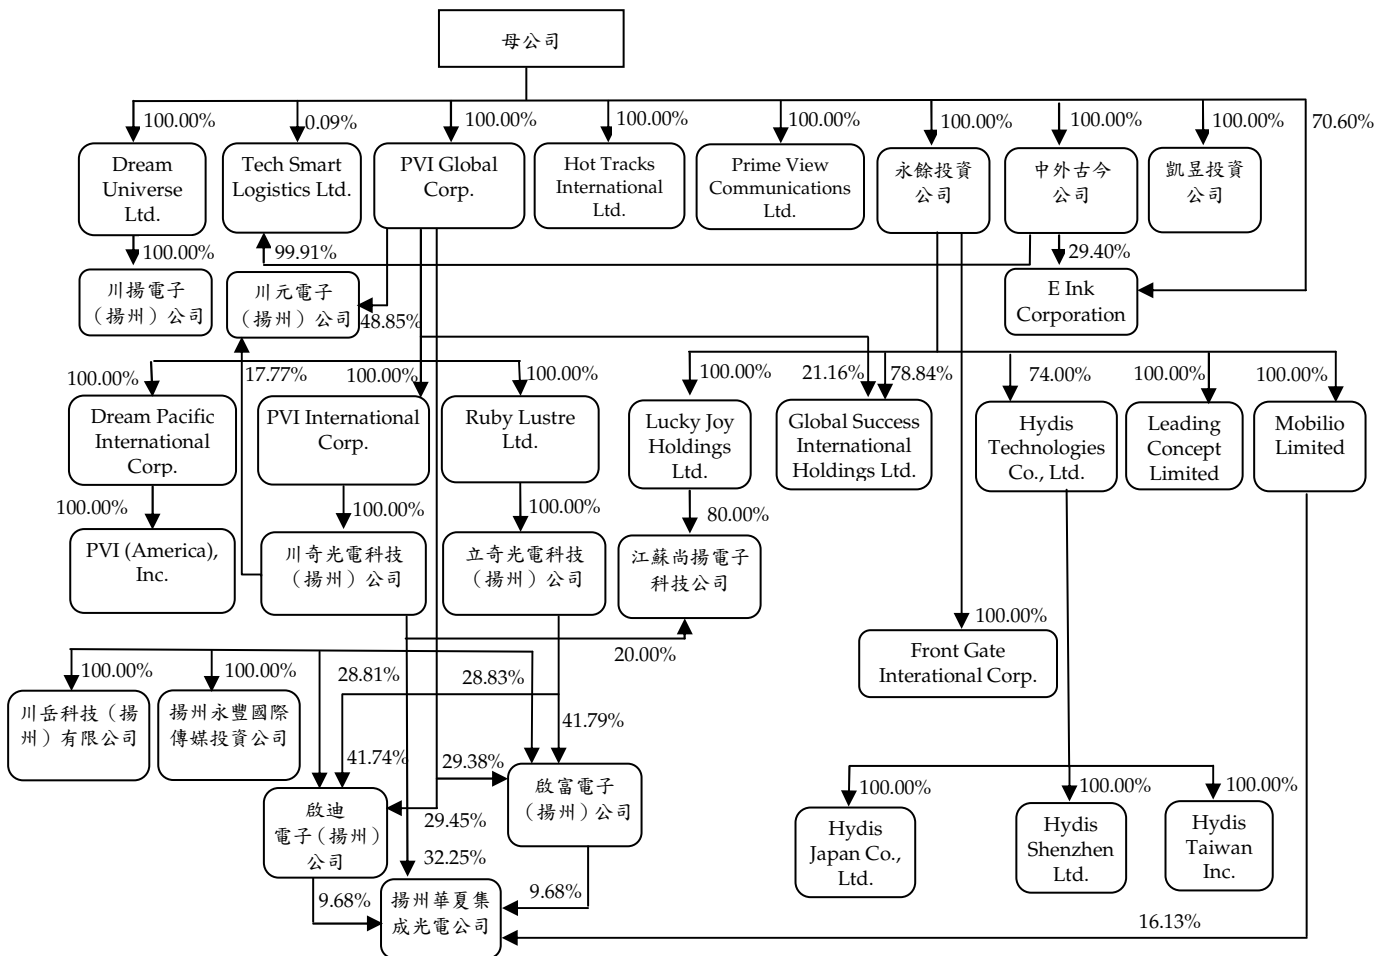 母公司
100.00%
0.09%
100.00%
100.00%
100.00%
100.00%
100.00%
100.00%
70.60%
Dream
Universe
Ltd.
Tech Smart
Logistics Ltd.
PVI Global
Corp.
Hot Tracks
International
Ltd.
Prime View
Communications
Ltd.
永餘投資
公司
中外古今
公司
凱昱投資
公司
100.00%
99.91%
29.40%
川揚電子
（揚州）公司
川元電子
（揚州）公司
48.85%
E Ink
Corporation
100.00%
17.77%
100.00%
100.00%
100.00%
21.16%
78.84%
74.00%
100.00%
100.00%
Dream Pacific
International
Corp.
PVI International
Corp.
Ruby Lustre
Ltd.
Lucky Joy
Holdings
Ltd.
Global Success
International
Holdings Ltd.
Hydis
Technologies
Co., Ltd.
Leading
Concept
Limited
Mobilio
Limited
100.00%
100.00%
100.00%
80.00%
PVI (America),
Inc.
川奇光電科技
（揚州）公司
立奇光電科技
（揚州）公司
江蘇尚揚電子
科技公司
20.00%
100.00%
Front Gate
Interational Corp.
100.00%
100.00%
28.81%
28.83%
41.79%
川岳科技（揚
州）有限公司
揚州永豐國際
傳媒投資公司
41.74%
29.38%
啟迪
電子（揚州）
公司
啟富電子
（揚州）公司
29.45%
32.25%
100.00%
100.00%
100.00%
Hydis
Japan Co.,
Ltd.
Hydis
Shenzhen
Ltd.
Hydis
Taiwan
Inc.
9.68%
9.68%
揚州華夏集
成光電公司
16.13%